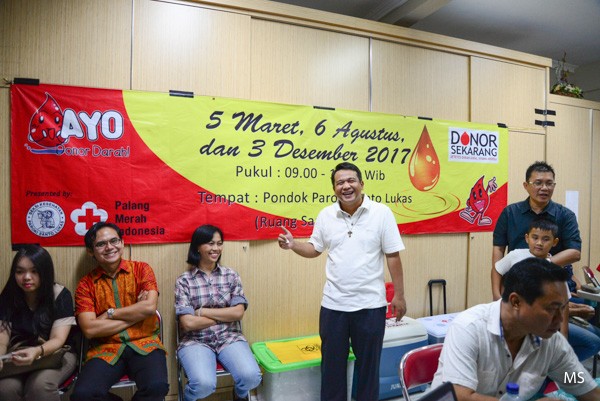 AYO
Donor Darah!
5 Maret, 6 Agustus,
dan 3 Desember 2017
Pukul : 09.00 - Wib
Tempat : Pondok Lukas
(Ruang
DONOR
SEKARANG
Presented by:
Palang
Merah
Indonesia
MS